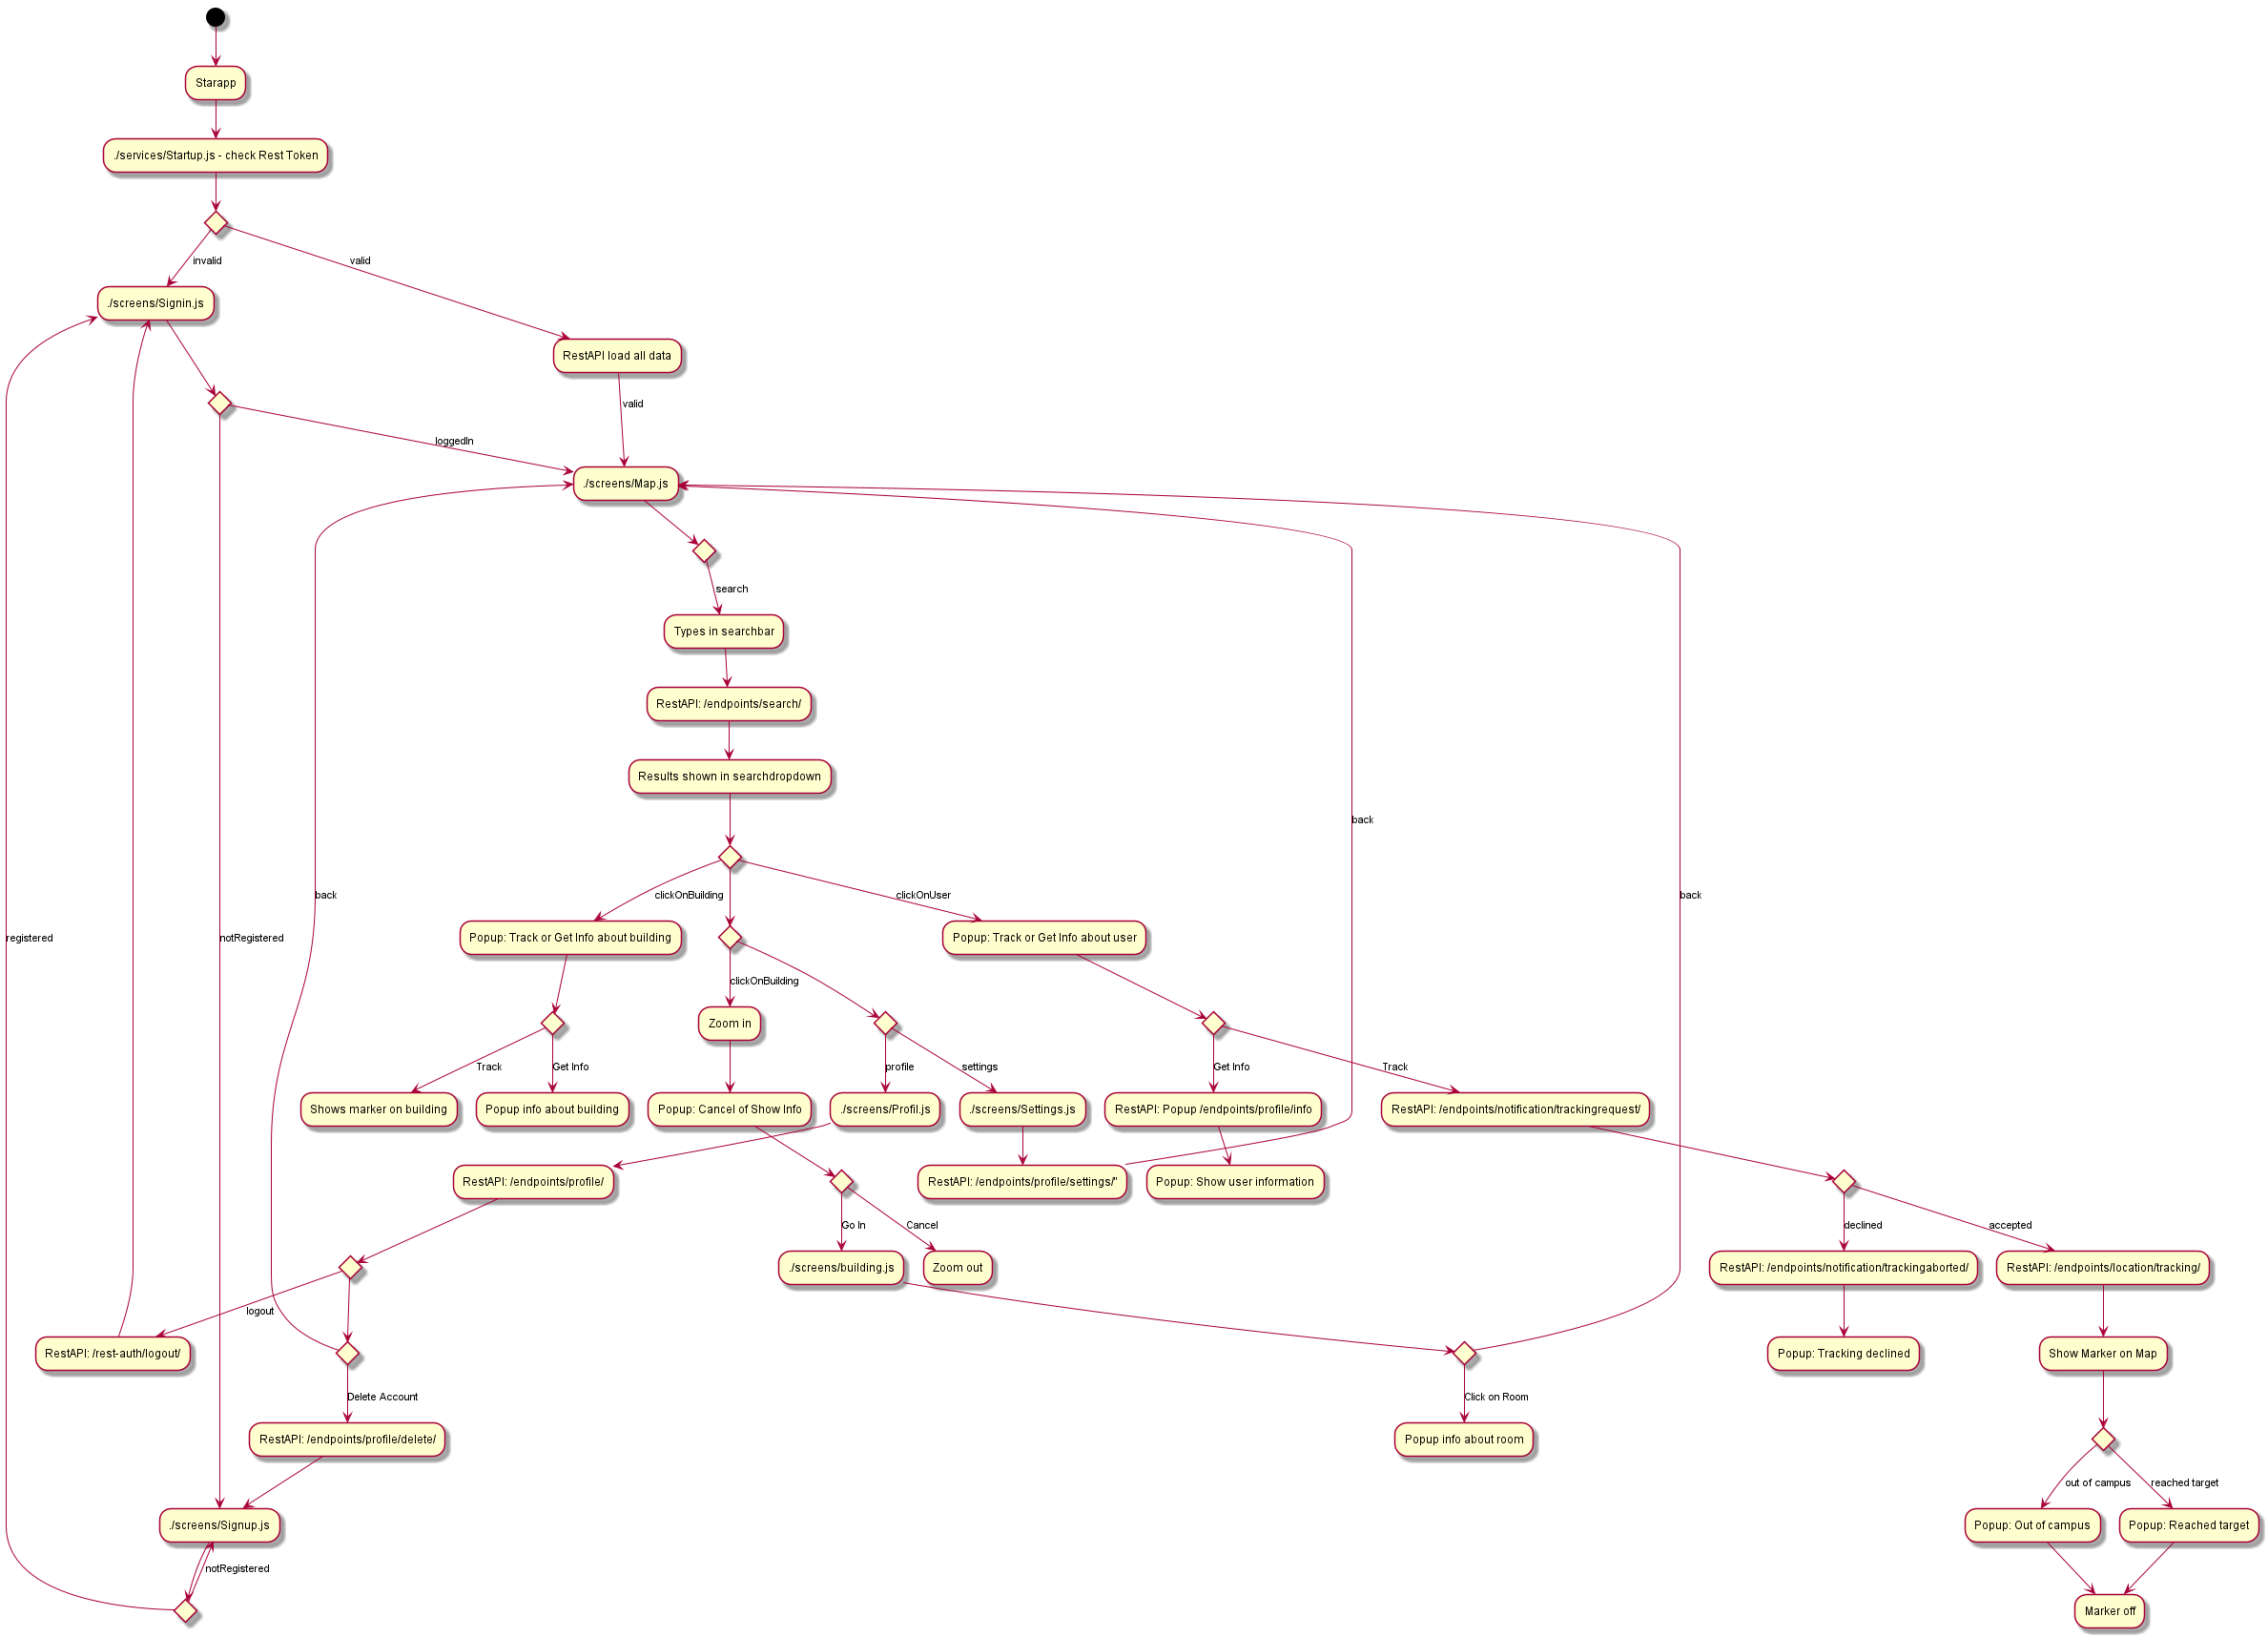 Starapp
./services/Startup.js - check Rest Token
invalid
valid
./screens/Signin.js
RestAPI load all data
valid
loggedIn
./screens/Map.js
search
Types in searchbar
RestAPI: /endpoints/search/
Results shown in searchdropdown
back
back
clickOnBuilding
clickOnUser
back
registered
notRegistered
Popup: Track or Get Info about building
Popup: Track or Get Info about user
clickOnBuilding
Zoom in
Track
Get Info
profile
settings
Get Info
Track
Shows marker on building
Popup info about building
Popup: Cancel of Show Info
./screens/Profil.js
./screens/Settings.js
RestAPI: Popup /endpoints/profile/info
RestAPI: /endpoints/notification/trackingrequest/
RestAPI: /endpoints/profile/
RestAPI: /endpoints/profile/settings/"
Popup: Show user information
Go In
Cancel
declined
accepted
./screens/building.js
Zoom out
RestAPI: /endpoints/notification/trackingaborted/
RestAPI: /endpoints/location/tracking/
logout
RestAPI: /rest-auth/logout/
Popup: Tracking declined
Show Marker on Map
Delete Account
Click on Room
RestAPI: /endpoints/profile/delete/
Popup info about room
out of campus
reached target
./screens/Signup.js
Popup: Out of campus
Popup: Reached target
notRegistered
Marker off